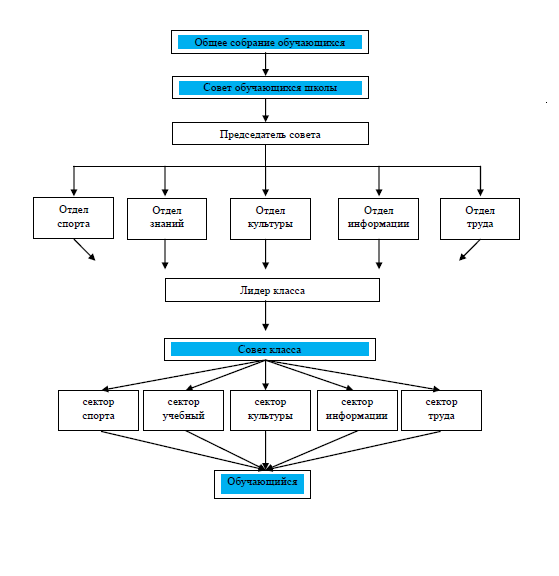 Общее собрание обучающихся
Совет обучающихся школы
Председатель совета
Отдел
спорта
Отдел
знаний
Отдел
культуры
Отдел
информации
Отдел
труда
Лидер класса
Совет класса
сектор
спорта
сектор
учебный
сектор
культуры
сектор
информации
сектор
труда
Обучающийся